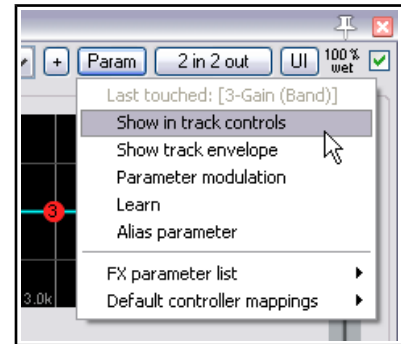 + Param 2 in 2 out UI 100% wet
Last touched: [3-Gain (Band)]
Show in track controls
Show track envelope
Parameter modulation
Learn
Alias parameter
3
FX parameter list
3.0k
Default controller mappings